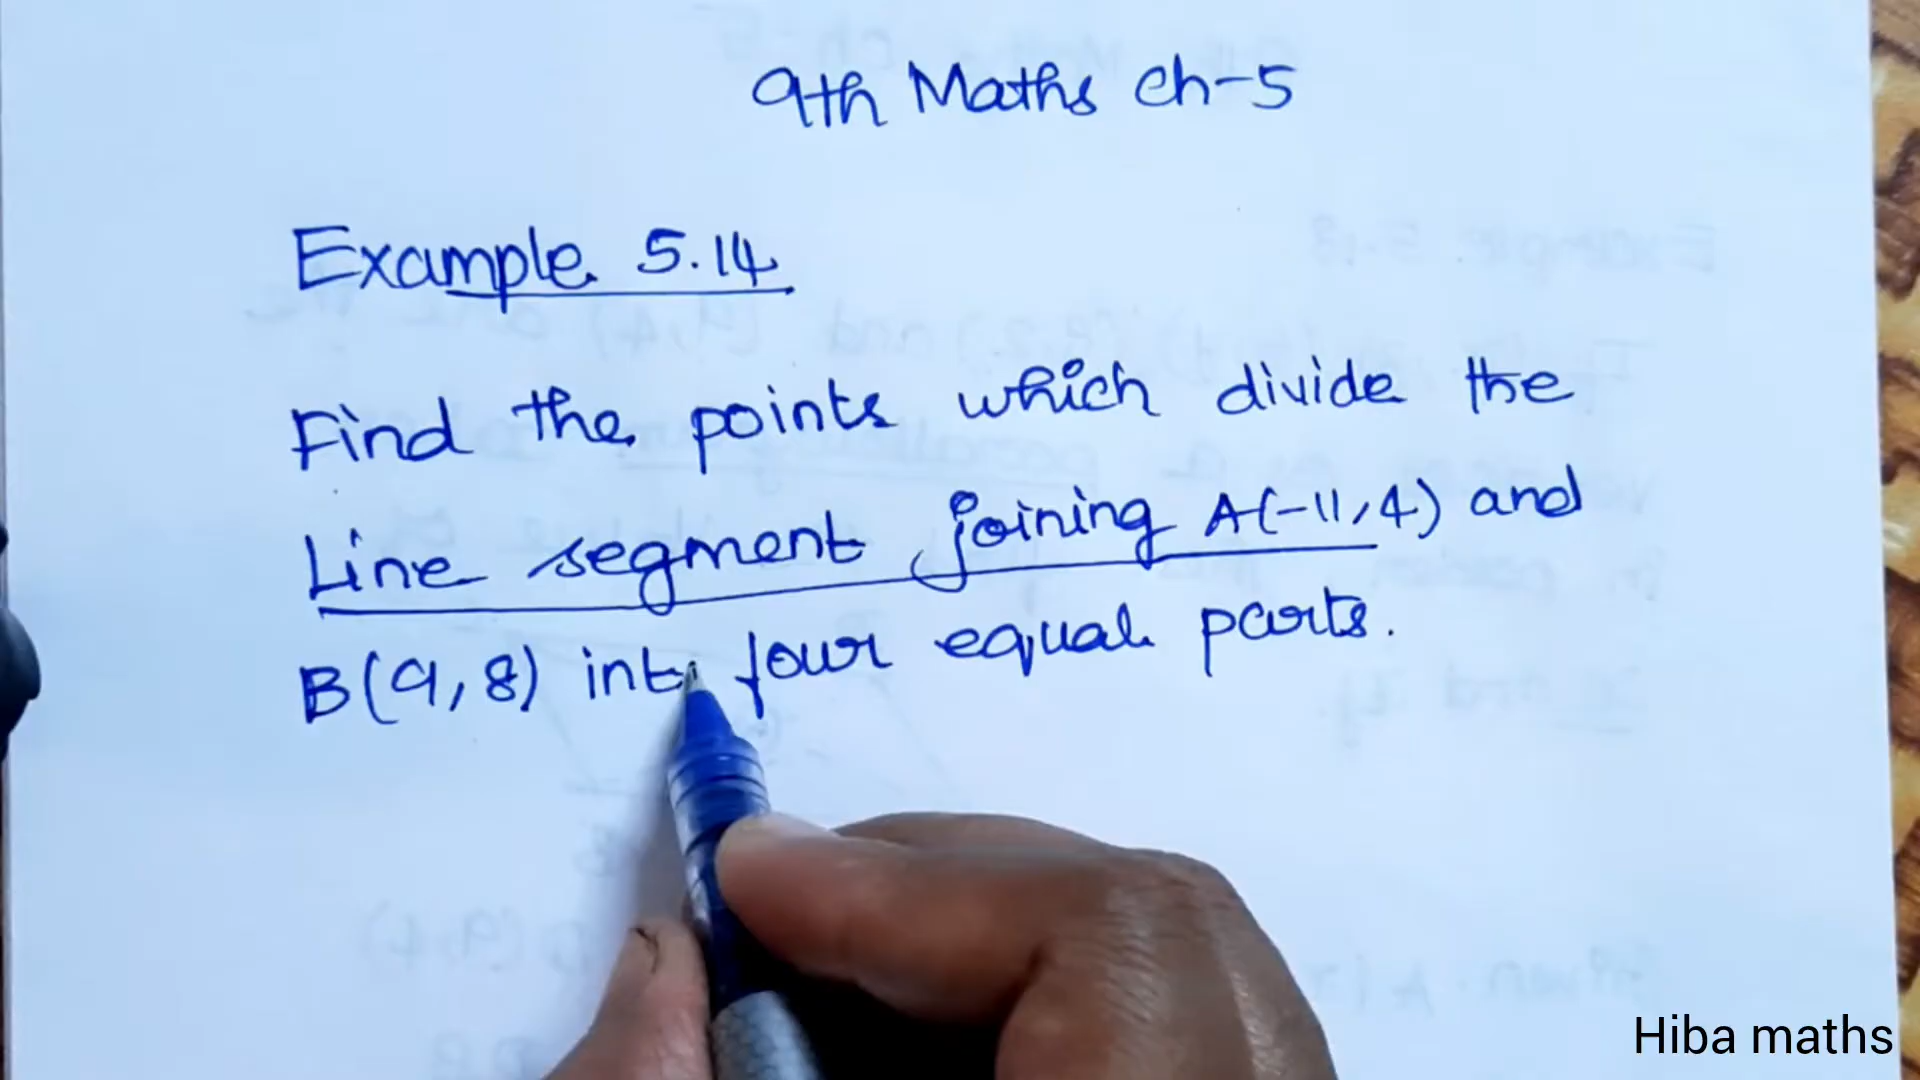 9th Maths Ch-5
Example 5.14
Find the points which divide the
Line segment joining A(-11,4) and
B(9,8) into four equal parts.
Hiba maths